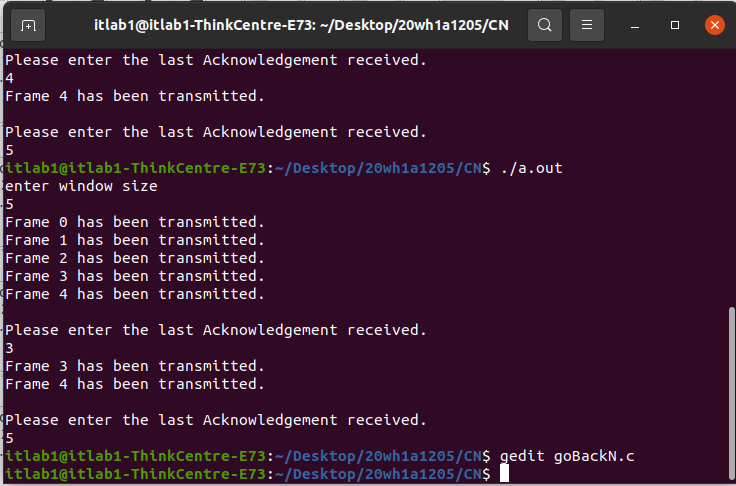 itlab1@itlab1-ThinkCentre-E73: ~/Desktop/20wh1a1205/CN
Please enter the last Acknowledgement received.
4
Frame 4 has been transmitted.
Please enter the last Acknowledgement received.
5
itlab1@itlab1-ThinkCentre-E73:~/Desktop/20wh1a1205/CN$ ./a.out
enter window size
5
Frame 0 has been transmitted.
Frame 1 has been transmitted.
Frame 2 has been transmitted.
Frame 3 has been transmitted.
Frame 4 has been transmitted.
Please enter the last Acknowledgement received.
3
Frame 3 has been transmitted.
Frame 4 has been transmitted.
Please enter the last Acknowledgement received.
5
itlab1@itlab1-ThinkCentre-E73:~/Desktop/20wh1a1205/CN$ gedit goBackN.c
itlab1@itlab1-ThinkCentre-E73:~/Desktop/20wh1a1205/CN$